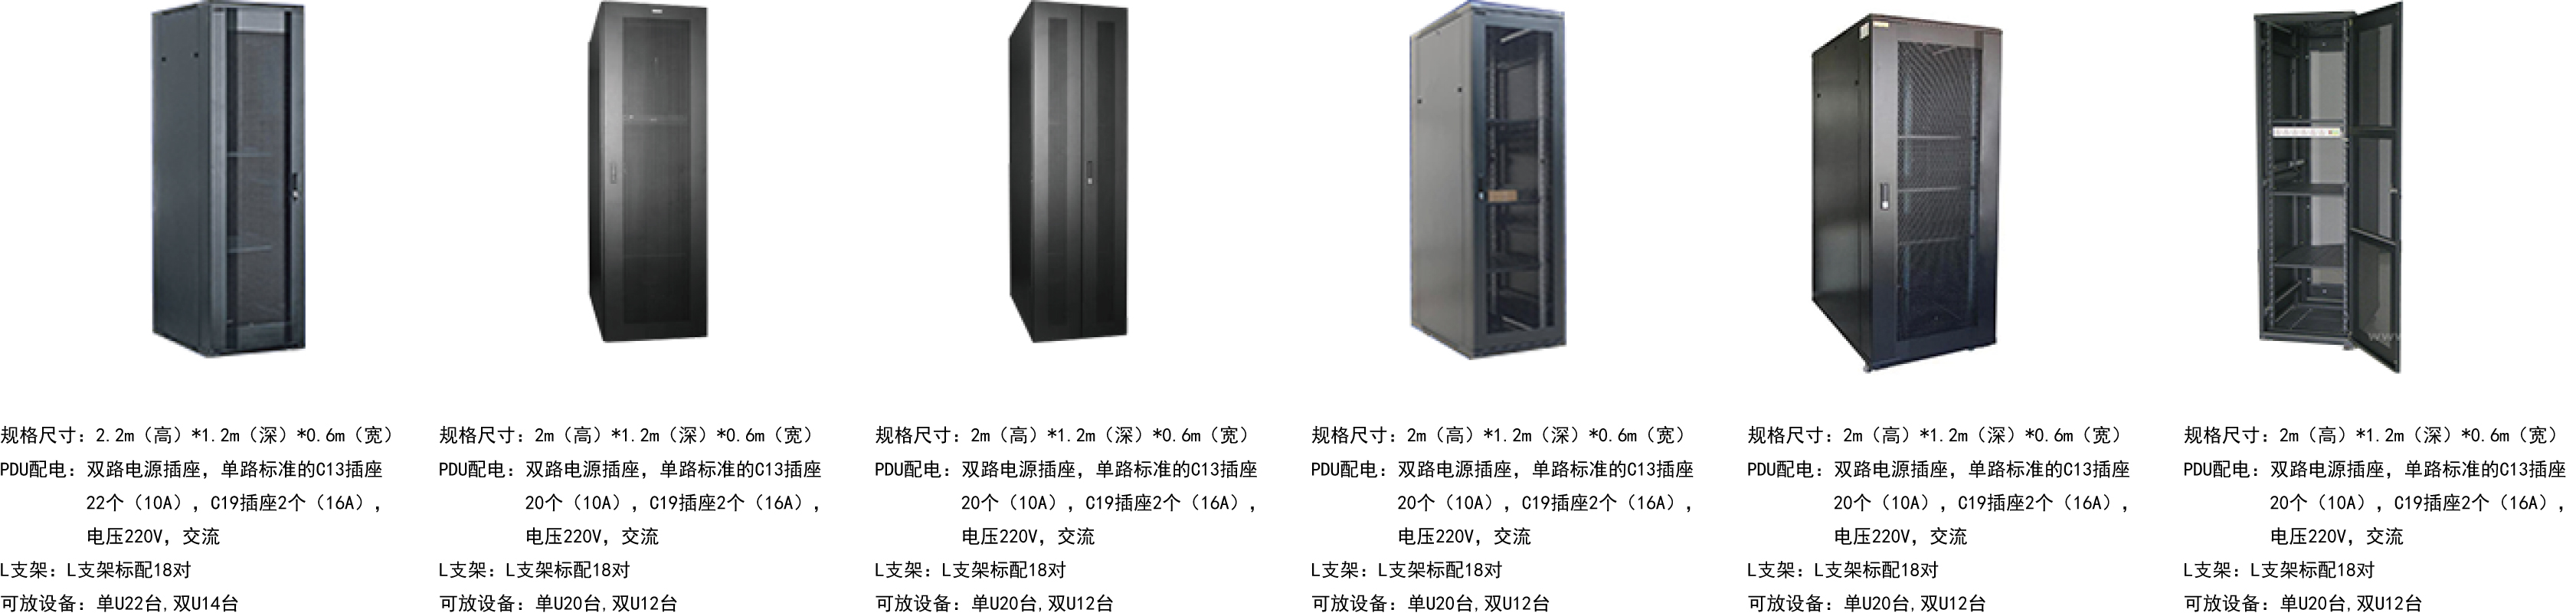 规格尺寸：2.2m（高）*1.2m（深）*0.6m（宽）
PDU配电：双路电源插座，单路标准的C13插座
22个（10A），C19插座2个（16A），
电压220V，交流
L支架：L支架标配18对
可放设备：单U22台,双U14台
规格尺寸：2m（高）*1.2m（深）*0.6m（宽）
PDU配电：双路电源插座，单路标准的C13插座
20个（10A），C19插座2个（16A），
电压220V，交流
L支架：L支架标配18对
可放设备：单U20台,双U12台
规格尺寸：2m（高）*1.2m（深）*0.6m（宽）
PDU配电：双路电源插座，单路标准的C13插座
20个（10A），C19插座2个（16A），
电压220V，交流
L支架：L支架标配18对
可放设备：单U20台,双U12台
规格尺寸：2m（高）*1.2m（深）*0.6m（宽）
PDU配电：双路电源插座，单路标准的C13插座
20个（10A），C19插座2个（16A），
电压220V，交流
L支架：L支架标配18对
可放设备：单U20台,双U12台
规格尺寸：2m（高）*1.2m（深）*0.6m（宽）
PDU配电：双路电源插座，单路标准的C13插座
20个（10A），C19插座2个（16A），
电压220V，交流
L支架：L支架标配18对
可放设备：单U20台,双U12台
规格尺寸：2m（高）*1.2m（深）*0.6m（宽）
PDU配电：双路电源插座，单路标准的C13插座
20个（10A），C19插座2个（16A），
电压220V，交流
L支架：L支架标配18对
可放设备：单U20台,双U12台